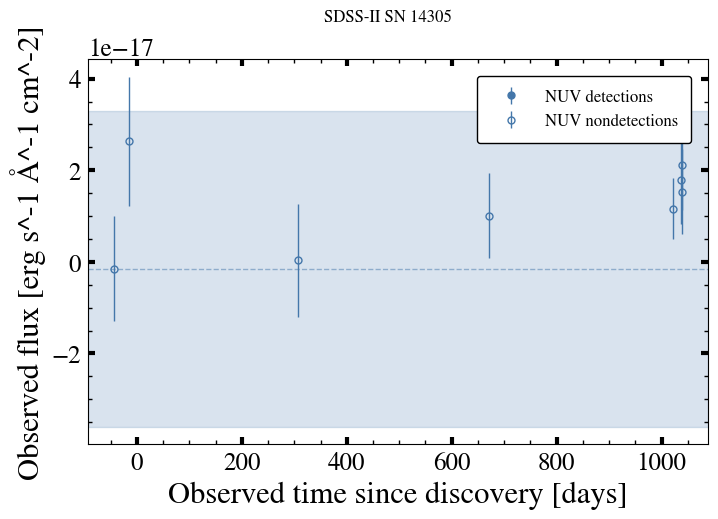 SDSS-II SN 14305
1e−17
4
2
0
−2
Observed flux [erg s^-1 Å^-1 cm^-2]
NUV detections
NUV nondetections
0 200 400 600 800 1000
Observed time since discovery [days]